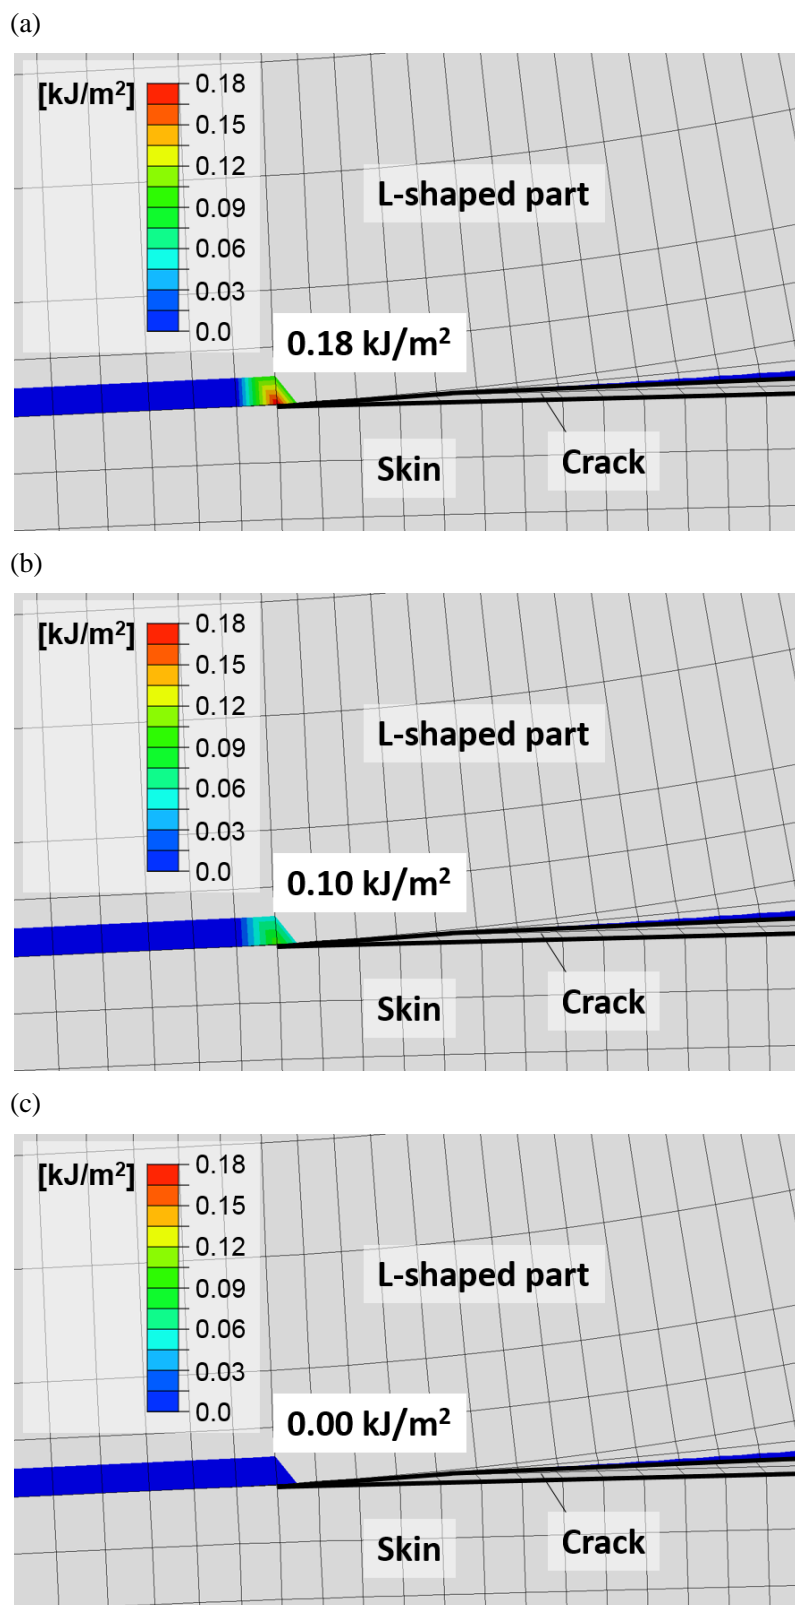 (a)
[kJ/m²]
0.18
0.15
0.12
0.09
0.06
0.03
0.0
L-shaped part
0.18 kJ/m²
Skin
Crack
(b)
[kJ/m²]
0.18
0.15
0.12
0.09
0.06
0.03
0.0
L-shaped part
0.10 kJ/m²
Skin
Crack
(c)
[kJ/m²]
0.18
0.15
0.12
0.09
0.06
0.03
0.0
L-shaped part
0.00 kJ/m²
Skin
Crack